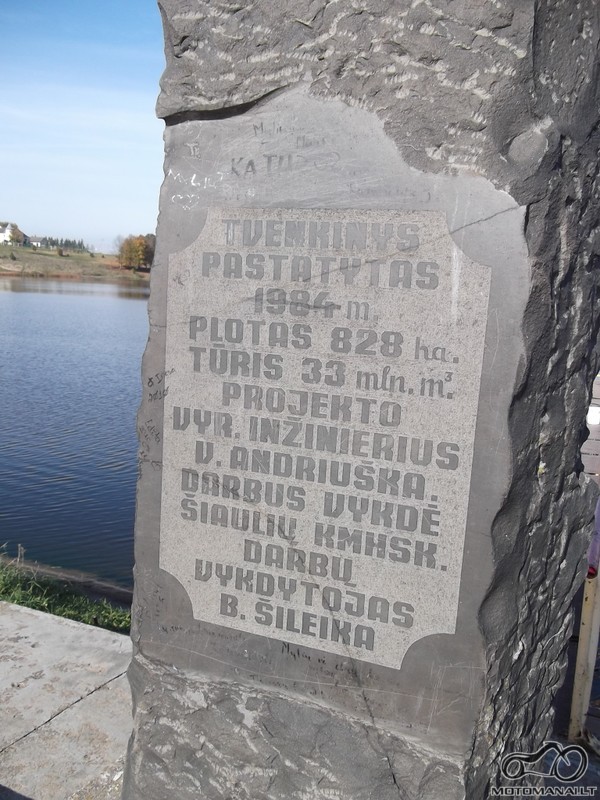 TVENKINYS
PASTATYTAS
1984 m.
PLOTAS 828 ha.
TŪRIS 33 mln. m³.
PROJEKTO
VYR. INŽINIERIUS
V. ANDRIUŠKA.
DARBUS VYKDĖ
ŠIAULIŲ KMHSK.
DARBŲ
VYKDYTOJAS
B. ŠILEIKA
MOTOMANAI.LT